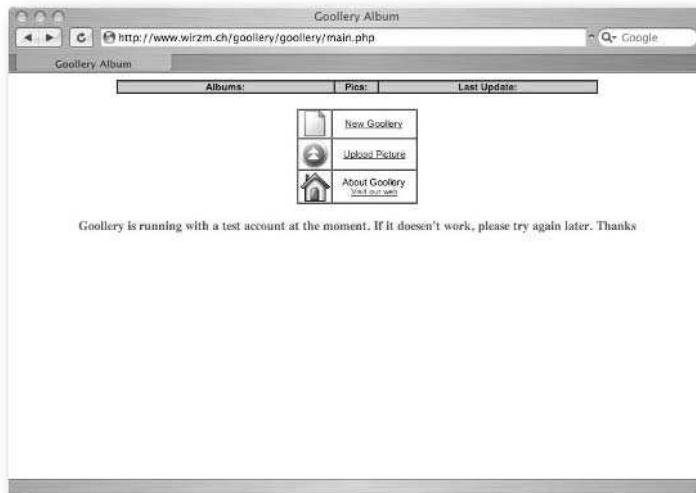 Goollery Album
http://www.wirzm.ch/goollery/goollery/main.php
Google
Goollery Album
Albums: Pics: Last Update:
New Goollery
Upload Picture
About Goollery
Visit our web
Goollery is running with a test account at the moment. If it doesen't work, please try again later. Thanks